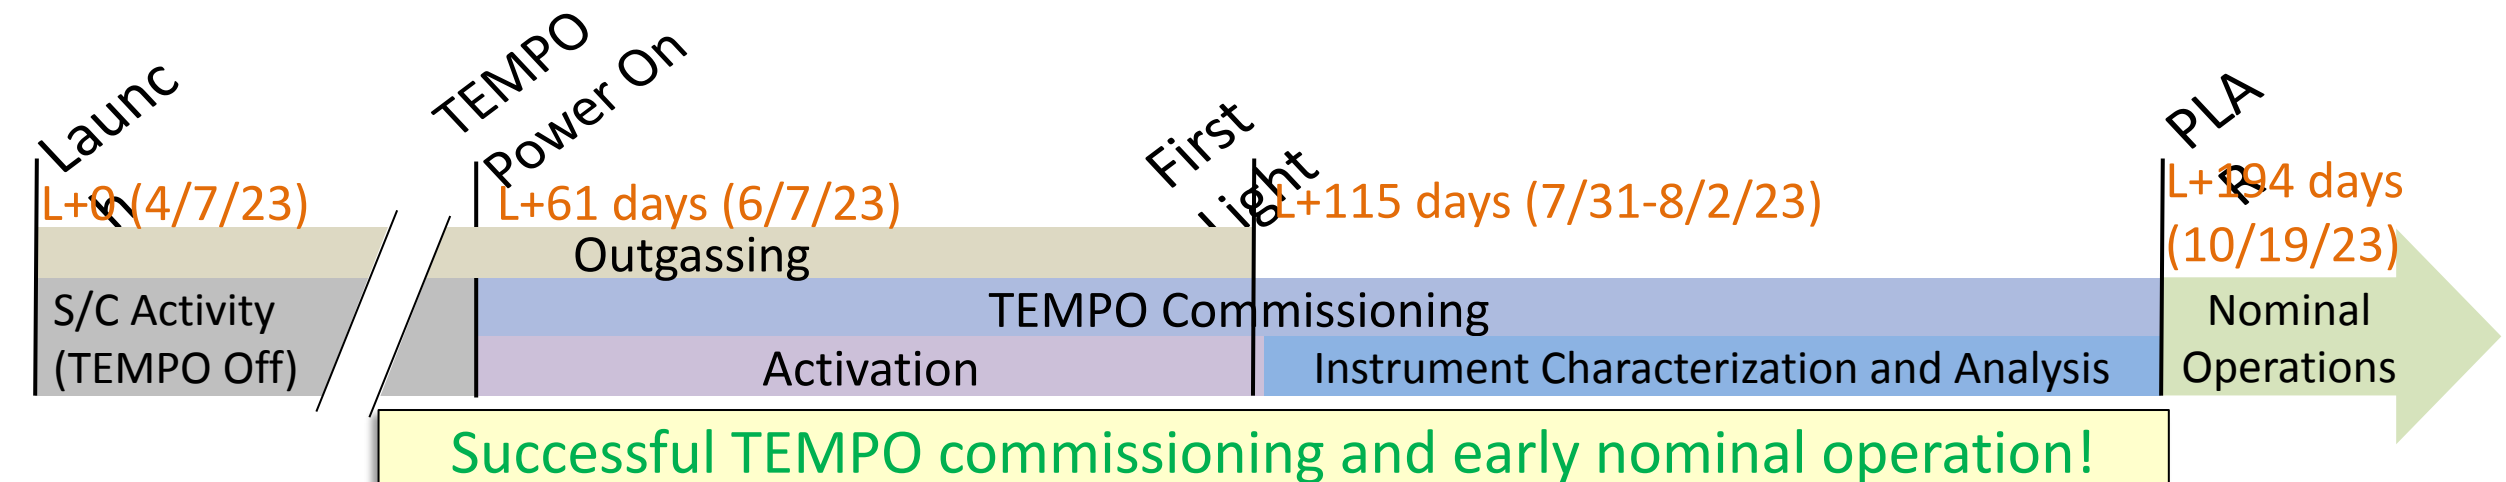 Launch
TEMPO
Power On
First
Light
PLAR
L+0 (4/7/23)
L+61 days (6/7/23)
L+115 days (7/31-8/2/23)
L+194 days
(10/19/23)
Outgassing
S/C Activity
(TEMPO Off)
TEMPO Commissioning
Activation
Instrument Characterization and Analysis
Nominal
Operations
Successful TEMPO commissioning and early nominal operation!